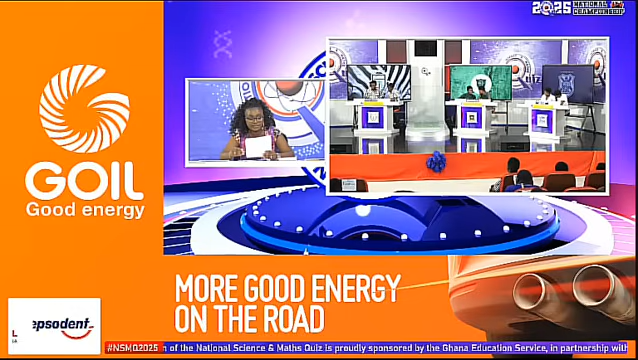 2025 NATIONAL
CHAMPIONSHIP
GOIL
Good energy
MORE GOOD ENERGY
ON THE ROAD
epsodent
#NSMQ2025 n of the National Science & Maths Quiz is proudly sponsored by the Ghana Education Service, in partnership with